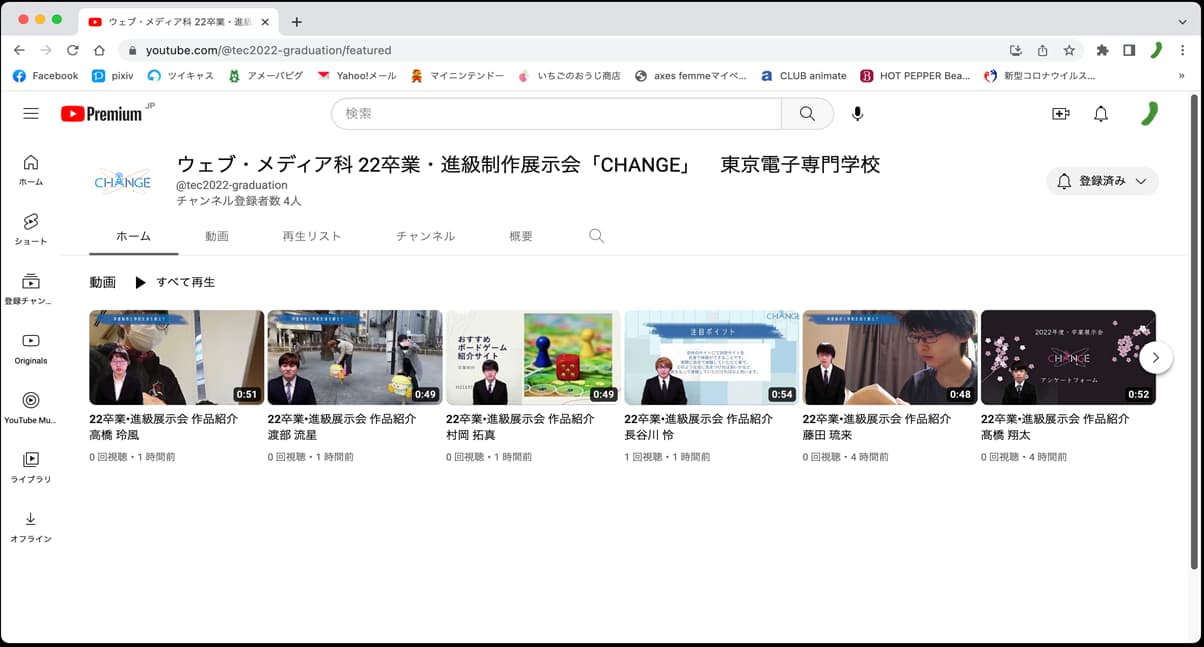 ウェブ・メディア科 22卒業・進級
youtube.com/@tec2022-graduation/featured
Facebook
pixiv
ツイキャス
アメーバピグ
Yahoo!メール
マイニンテンドー
いちごのおうじ商店
axes femmeマイペ...
CLUB animate
HOT PEPPER Bea...
新型コロナウイルス...
»
Premium JP
検索
ホーム
ショート
登録チャン...
Originals
YouTube Mu...
ライブラリ
オフライン
CHANGE
ウェブ・メディア科 22卒業・進級制作展示会「CHANGE」　東京電子専門学校
@tec2022-graduation
チャンネル登録者数 4人
登録済み
ホーム
動画
再生リスト
チャンネル
概要
動画
すべて再生
0:51
22卒業•進級展示会 作品紹介
高橋 玲風
0 回視聴・1 時間前
0:49
22卒業•進級展示会 作品紹介
渡部 流星
0 回視聴・1 時間前
おすすめ
ボードゲーム
紹介サイト
0:49
22卒業•進級展示会 作品紹介
村岡 拓真
0 回視聴・1 時間前
CHANGE
注目ポイント
0:54
22卒業•進級展示会 作品紹介
長谷川 怜
1 回視聴・1 時間前
0:48
22卒業•進級展示会 作品紹介
藤田 琉来
0 回視聴・4 時間前
2022年度・卒業展示会
CHANGE
アンケートフォーム
0:52
22卒業•進級展示会 作品紹介
髙橋 翔太
0 回視聴・4 時間前